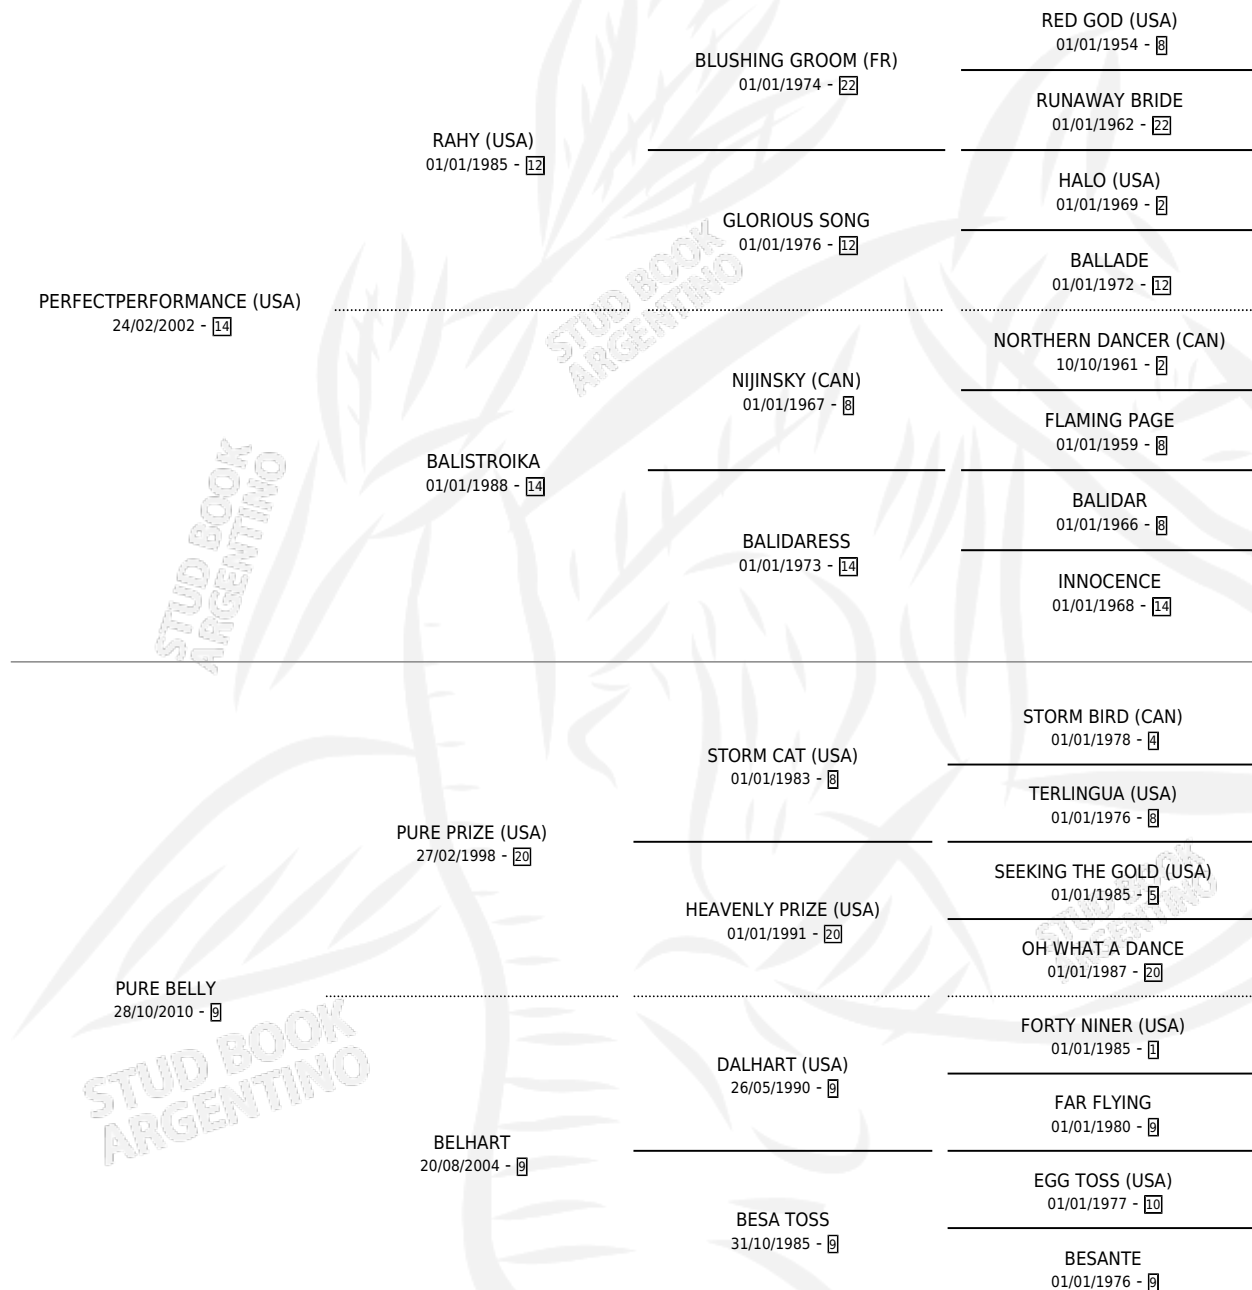 RED GOD (USA)
01/01/1954 - 8
BLUSHING GROOM (FR)
01/01/1974 - 22
RUNAWAY BRIDE
01/01/1962 - 22
RAHY (USA)
01/01/1985 - 12
HALO (USA)
01/01/1969 - 2
GLORIOUS SONG
01/01/1976 - 12
BALLADE
01/01/1972 - 12
PERFECTPERFORMANCE (USA)
24/02/2002 - 14
NORTHERN DANCER (CAN)
10/10/1961 - 2
NIJINSKY (CAN)
01/01/1967 - 8
FLAMING PAGE
01/01/1959 - 8
BALISTROIKA
01/01/1988 - 14
BALIDAR
01/01/1966 - 8
BALIDARESS
01/01/1973 - 14
INNOCENCE
01/01/1968 - 14
STORM BIRD (CAN)
01/01/1978 - 4
STORM CAT (USA)
01/01/1983 - 8
TERLINGUA (USA)
01/01/1976 - 8
PURE PRIZE (USA)
27/02/1998 - 20
SEEKING THE GOLD (USA)
01/01/1985 - 5
HEAVENLY PRIZE (USA)
01/01/1991 - 20
OH WHAT A DANCE
01/01/1987 - 20
PURE BELLY
28/10/2010 - 9
FORTY NINER (USA)
01/01/1985 - 1
DALHART (USA)
26/05/1990 - 9
FAR FLYING
01/01/1980 - 9
BELHART
20/08/2004 - 9
EGG TOSS (USA)
01/01/1977 - 10
BESA TOSS
31/10/1985 - 9
BESANTE
01/01/1976 - 9
STUD BOOK
ARGENTINO
STUD BOOK
ARGENTINO
STUD BOOK
ARGENTINO
STUD BOOK
ARGENTINO